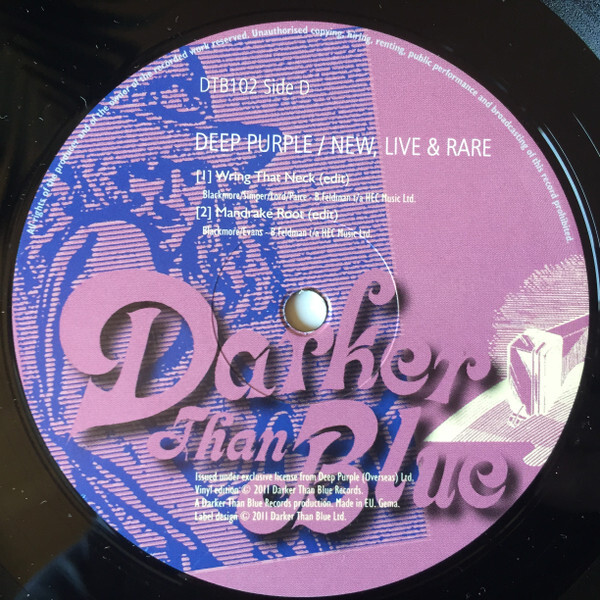 All rights of the producer and of the owner of the recorded work reserved. Unauthorised copying, hiring, renting, public performance and broadcasting of this record prohibited.
DTB102 Side D
DEEP PURPLE / NEW, LIVE & RARE
[1] Wring That Neck (edit)
Blackmore/Simper/Lord/Paice - B.Feldman t/a HEC Music Ltd.
[2] Mandrake Root (edit)
Blackmore/Evans - B.Feldman t/a HEC Music Ltd.
Darker
Than
Blue
Issued under exclusive license from Deep Purple (Overseas) Ltd.
Vinyl edition: © 2011 Darker Than Blue Records.
A Darker Than Blue Records production. Made in EU. Gema.
Label design © 2011 Darker Than Blue Ltd.